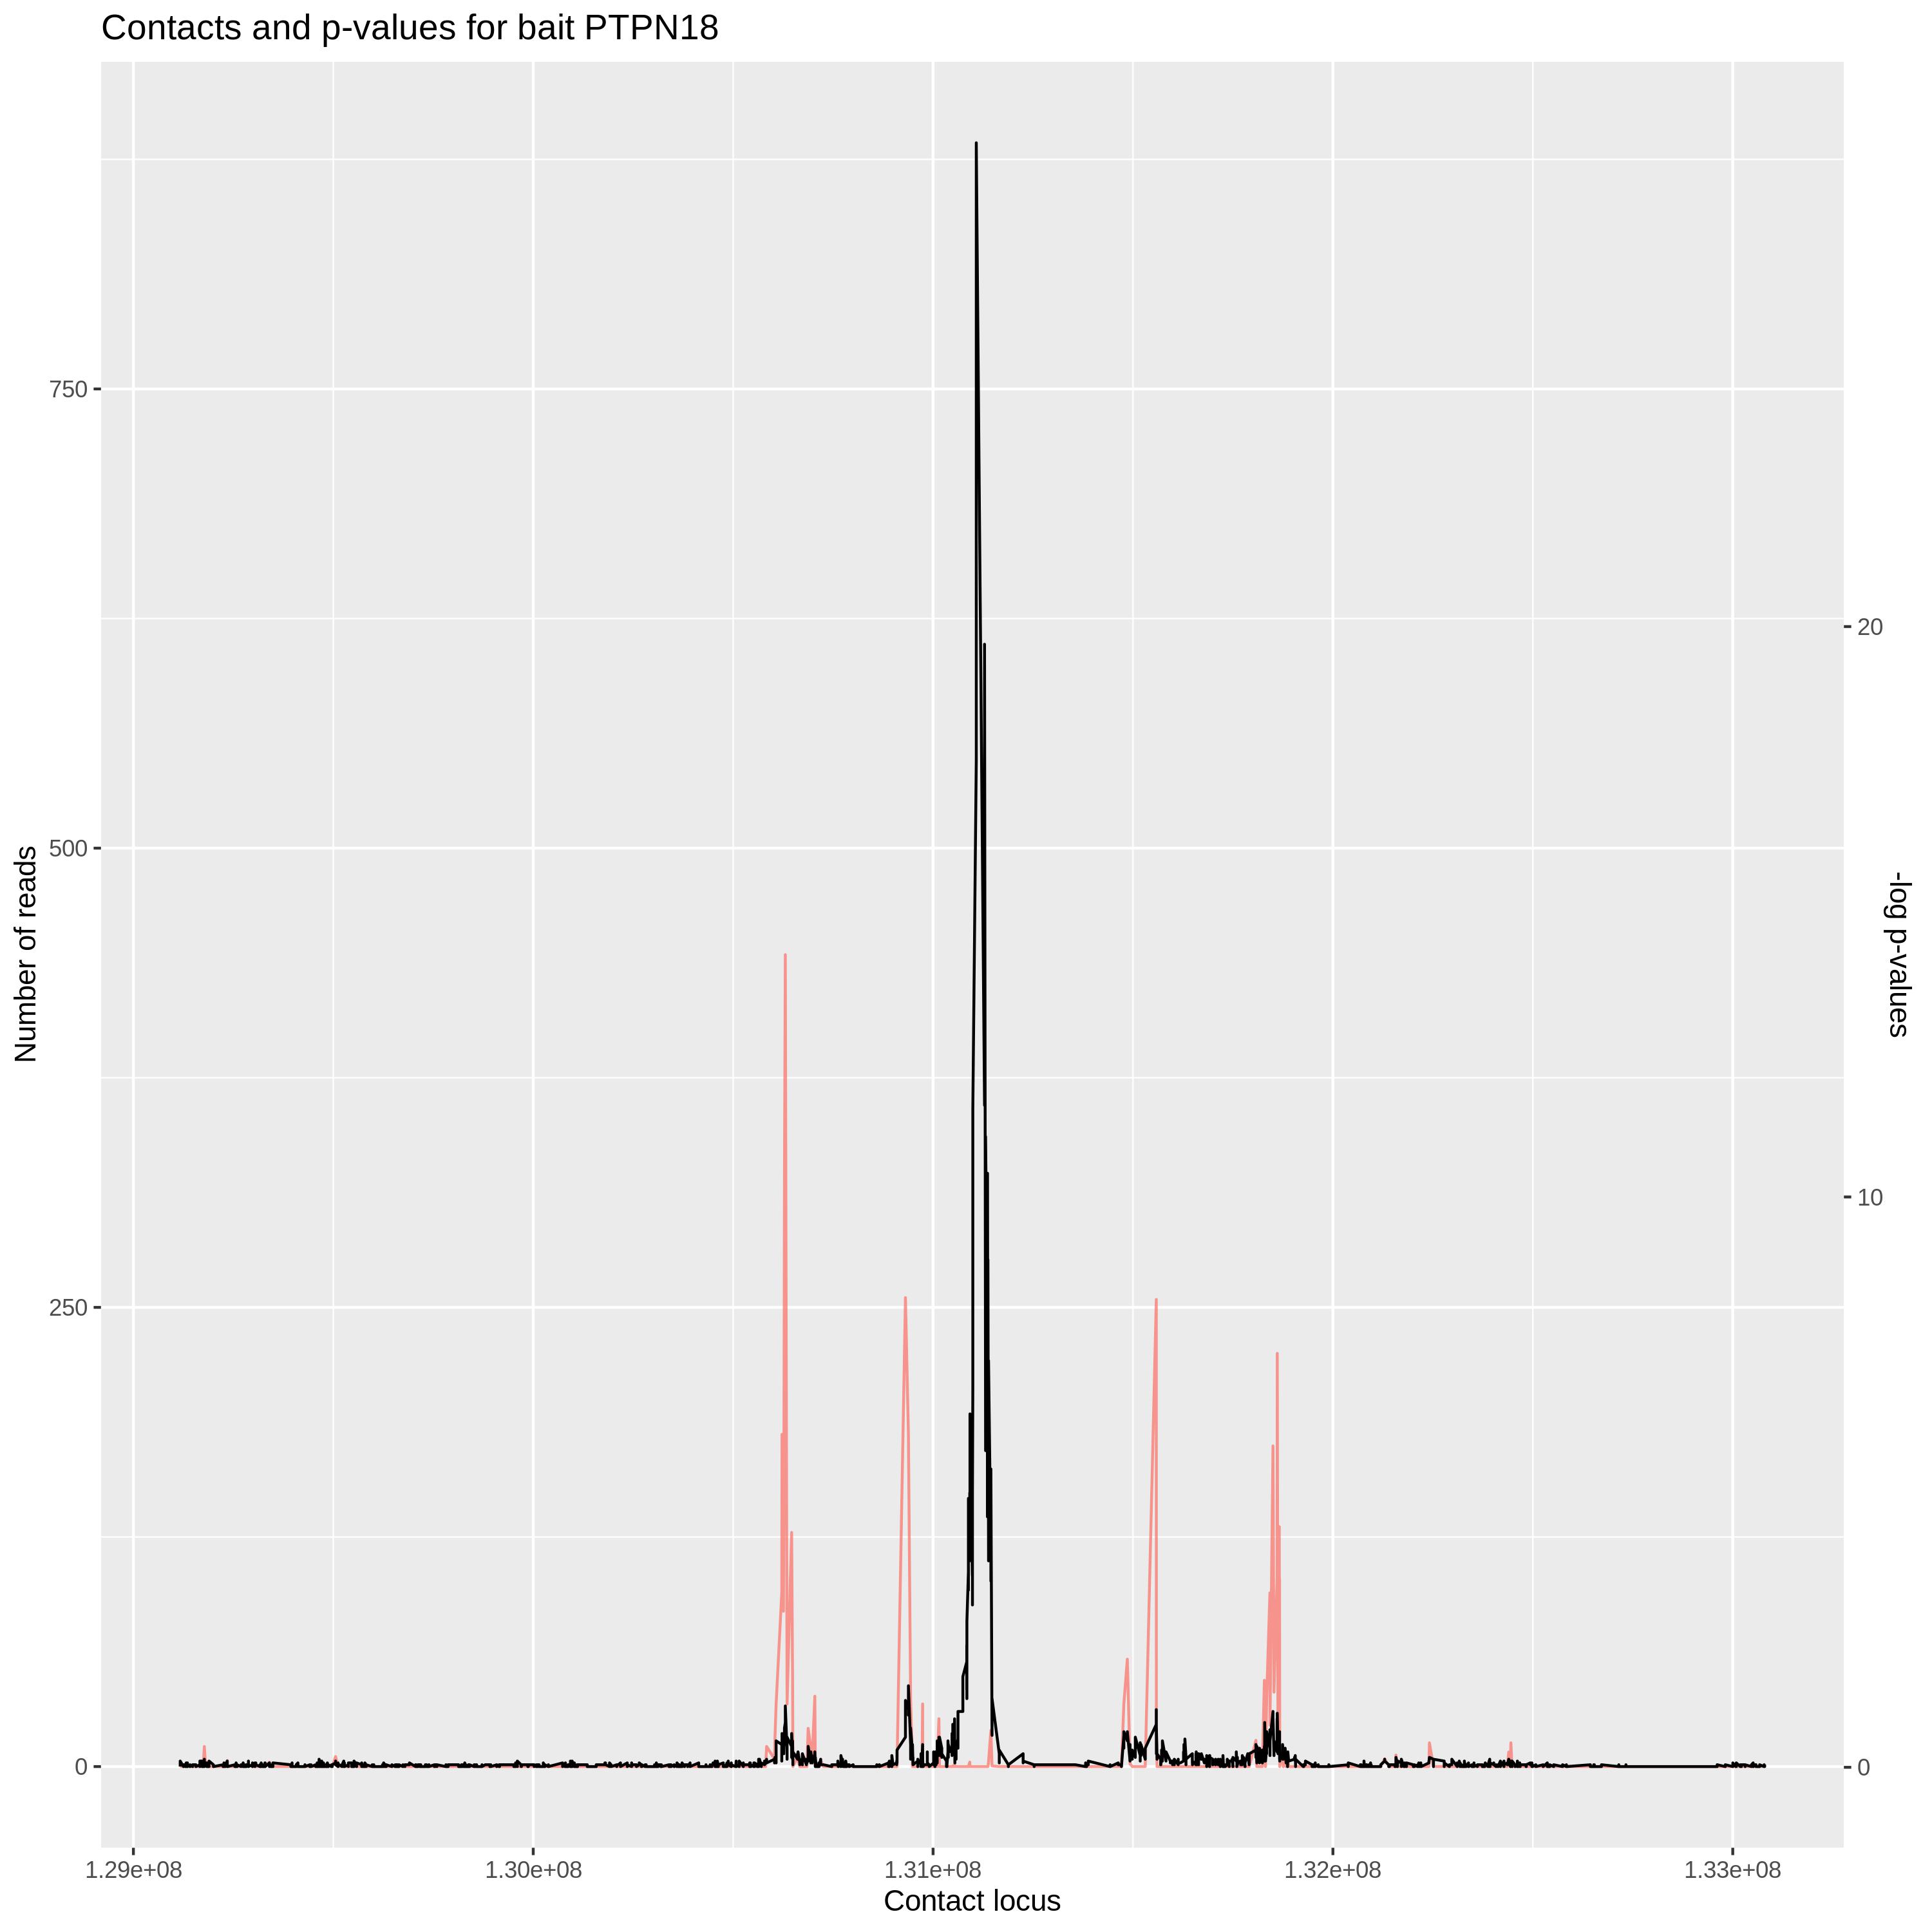 Contacts and p-values for bait PTPN18
Number of reads
750
500
250
0
-log p-values
20
10
0
1.29e+08 1.30e+08 1.31e+08 1.32e+08 1.33e+08
Contact locus